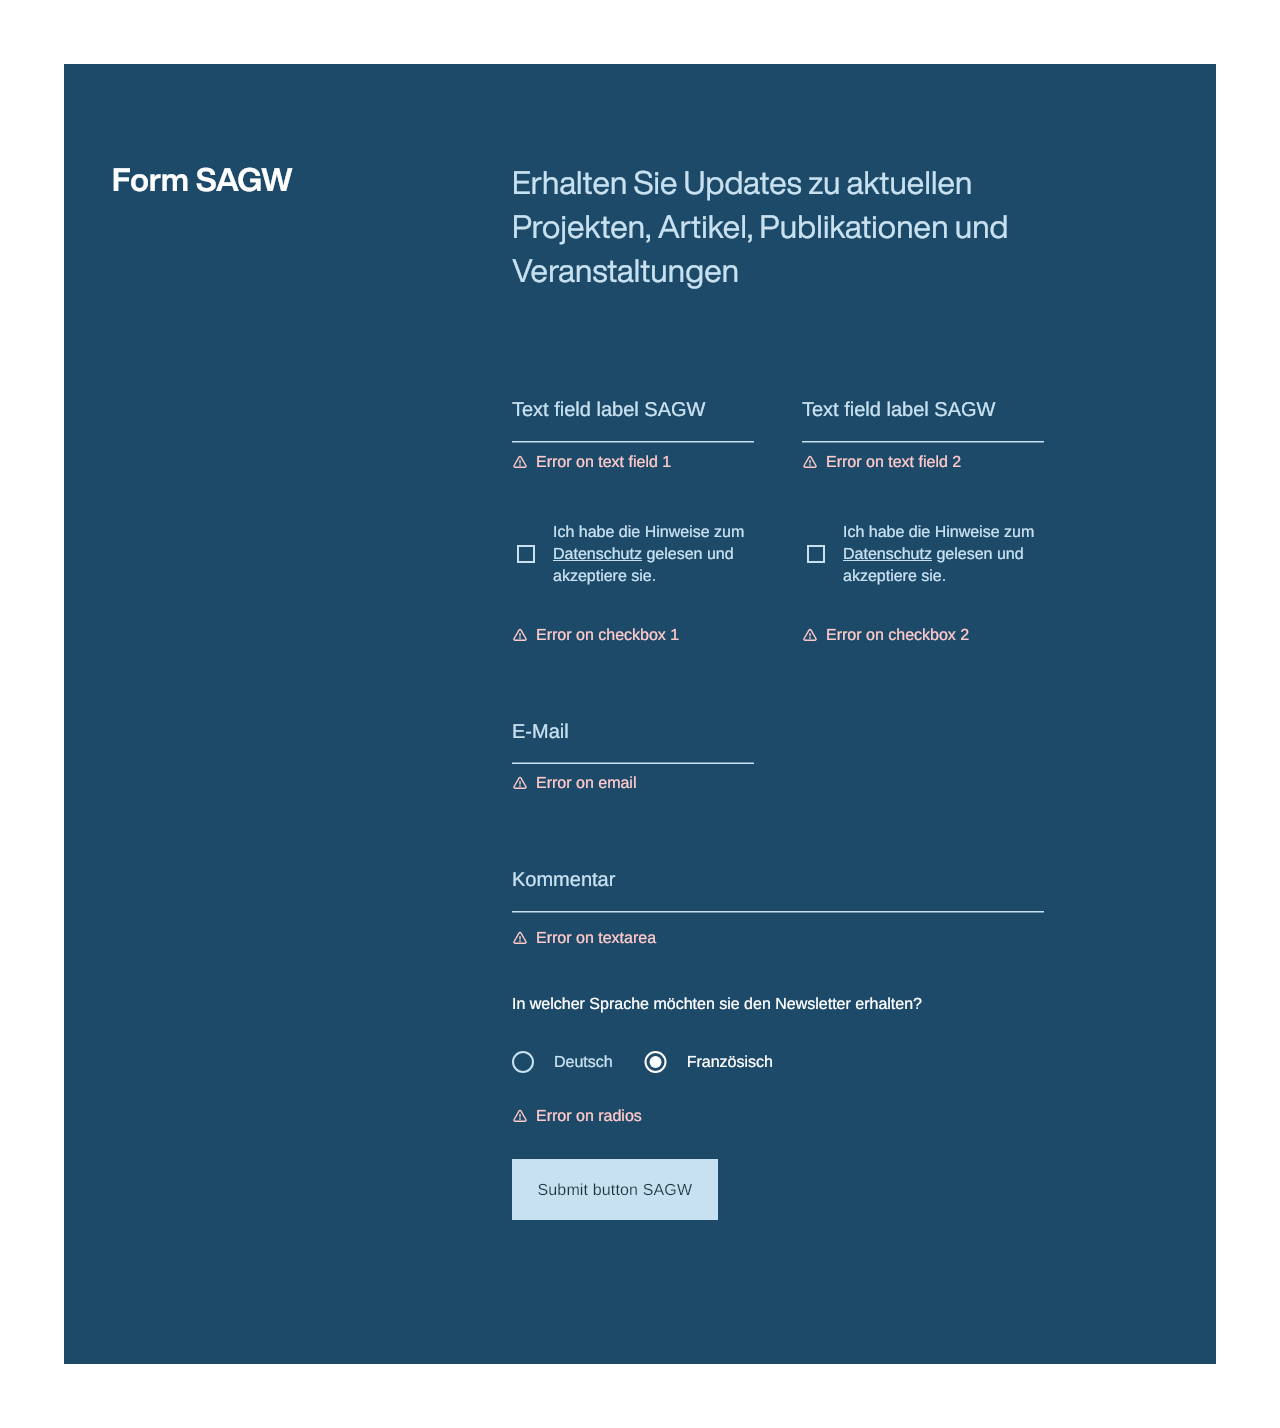 Form SAGW
Erhalten Sie Updates zu aktuellen
Projekten, Artikel, Publikationen und
Veranstaltungen
Text field label SAGW
Error on text field 1
Text field label SAGW
Error on text field 2
Ich habe die Hinweise zum
Datenschutz gelesen und
akzeptiere sie.
Error on checkbox 1
Ich habe die Hinweise zum
Datenschutz gelesen und
akzeptiere sie.
Error on checkbox 2
E-Mail
Error on email
Kommentar
Error on textarea
In welcher Sprache möchten sie den Newsletter erhalten?
Deutsch
Französisch
Error on radios
Submit button SAGW